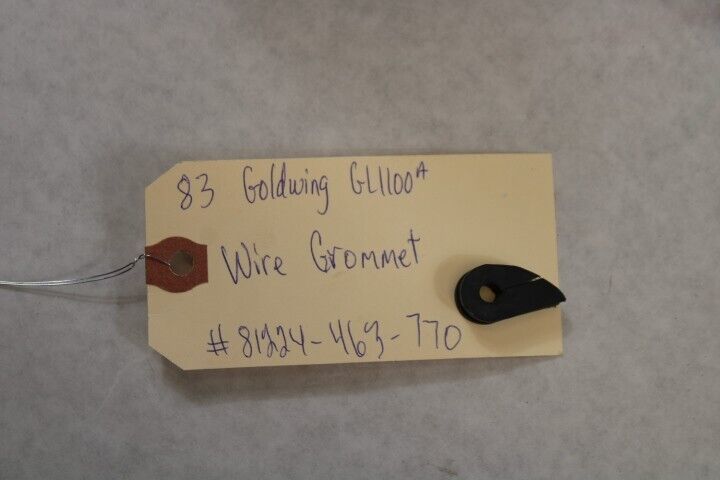 83 Goldwing GL1100A
Wire Grommet
#81224-463-770